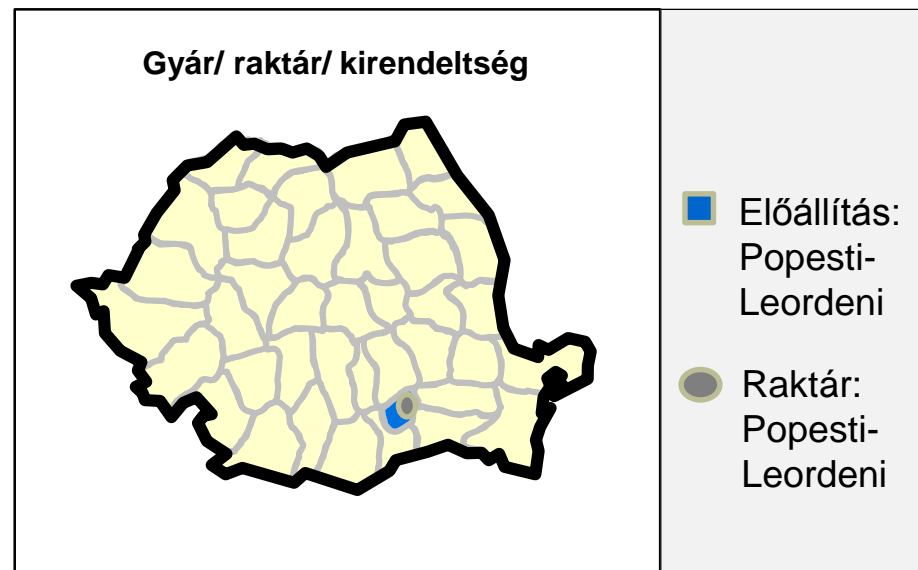 Gyár/ raktár/ kirendeltség
Előállítás:
Popesti-
Leordeni
Raktár:
Popesti-
Leordeni